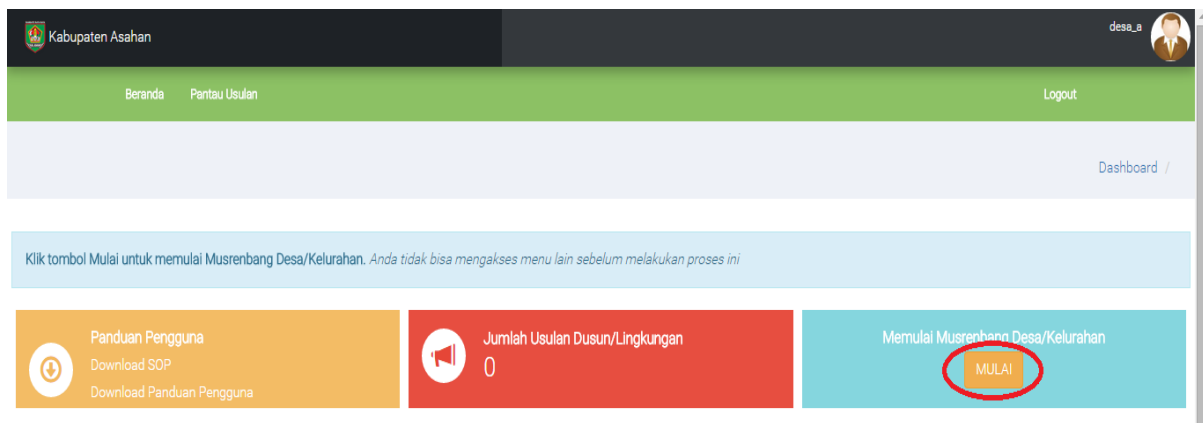 Kabupaten Asahan
desa_a
Beranda Pantau Usulan Logout
Dashboard /
Klik tombol Mulai untuk memulai Musrenbang Desa/Kelurahan. Anda tidak bisa mengakses menu lain sebelum melakukan proses ini
Panduan Pengguna
Download SOP
Download Panduan Pengguna
Jumlah Usulan Dusun/Lingkungan
0
Memulai Musrenbang Desa/Kelurahan
MULAI